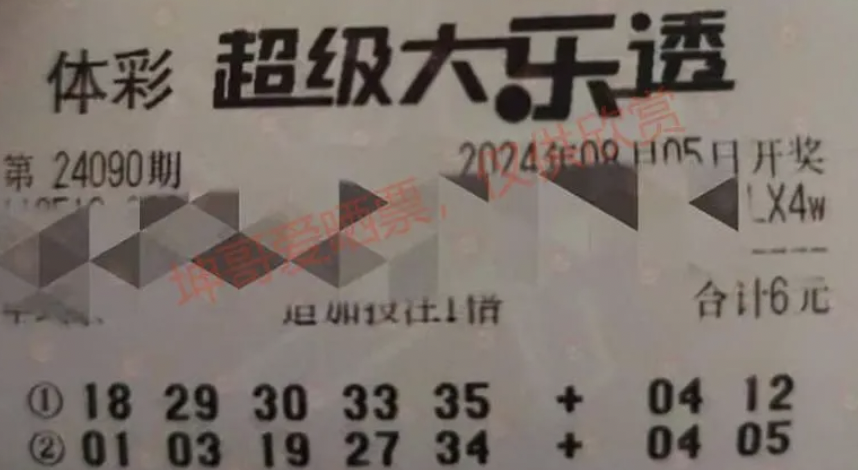 体彩 超级大乐透
第 24090期 2024年08月05日开奖
LX4w
坤哥爱晒票，仅供欣赏
追加投注1倍 合计6元
① 18 29 30 33 35 + 04 12
② 01 03 19 27 34 + 04 05